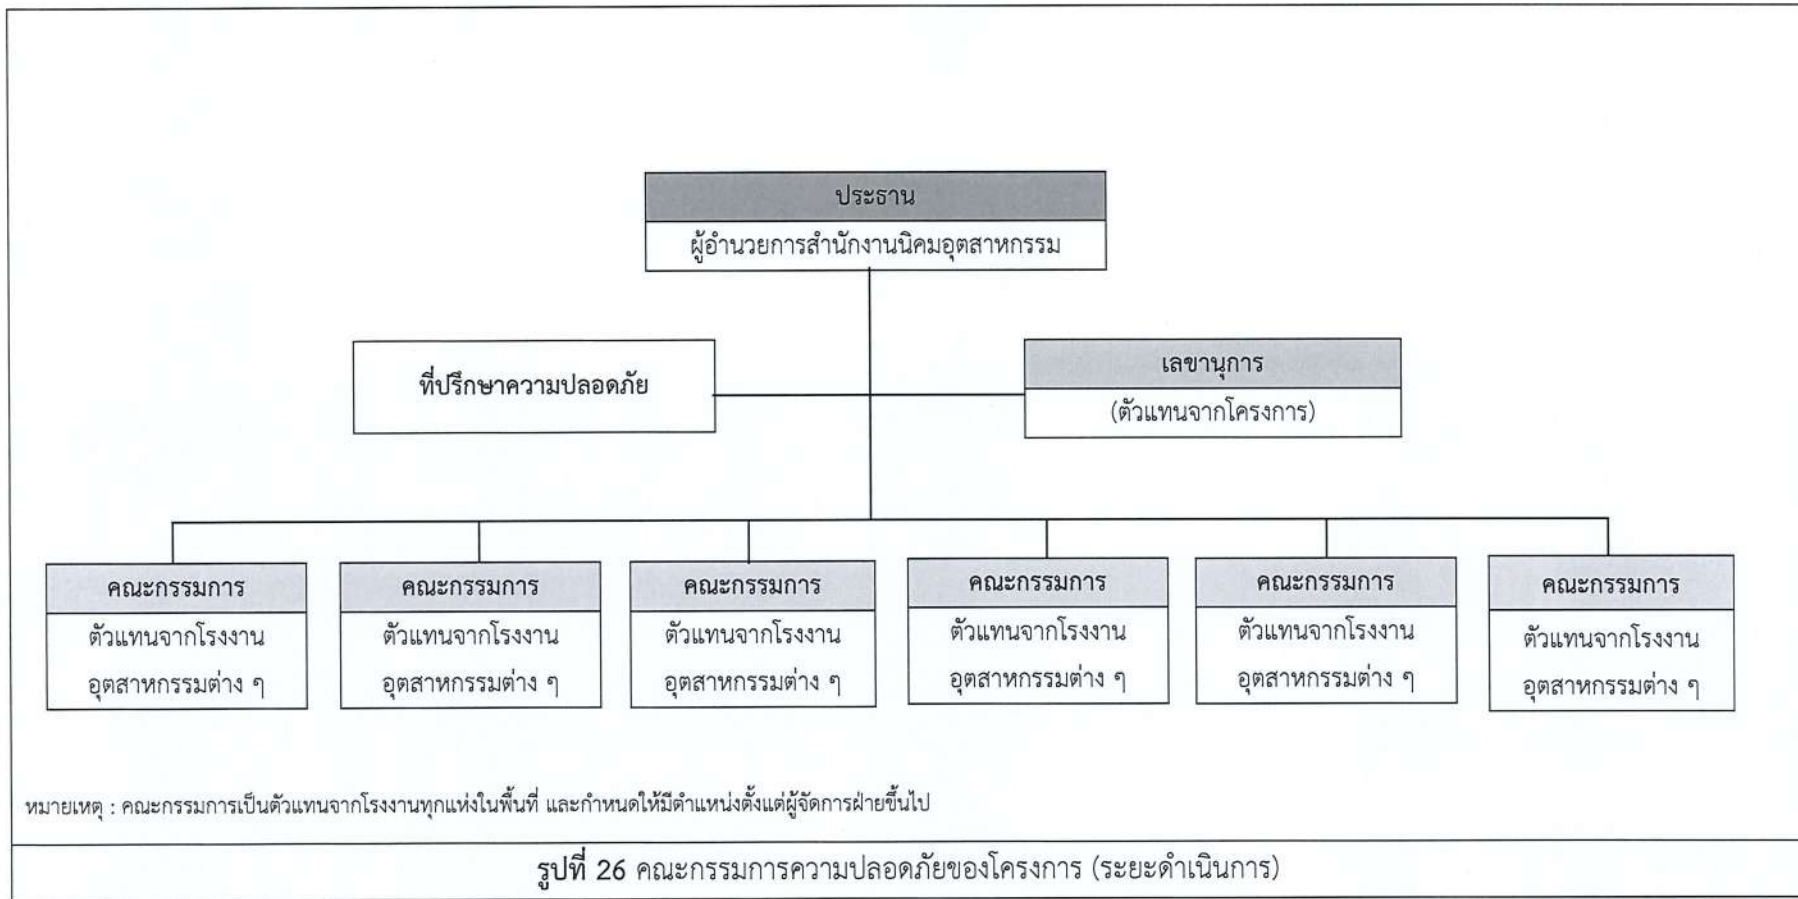 ประธาน
ผู้อำนวยการสำนักงานนิคมอุตสาหกรรม
ที่ปรึกษาความปลอดภัย
เลขานุการ
(ตัวแทนจากโครงการ)
คณะกรรมการ
ตัวแทนจากโรงงาน
อุตสาหกรรมต่าง ๆ
คณะกรรมการ
ตัวแทนจากโรงงาน
อุตสาหกรรมต่าง ๆ
คณะกรรมการ
ตัวแทนจากโรงงาน
อุตสาหกรรมต่าง ๆ
คณะกรรมการ
ตัวแทนจากโรงงาน
อุตสาหกรรมต่าง ๆ
คณะกรรมการ
ตัวแทนจากโรงงาน
อุตสาหกรรมต่าง ๆ
คณะกรรมการ
ตัวแทนจากโรงงาน
อุตสาหกรรมต่าง ๆ
หมายเหตุ : คณะกรรมการเป็นตัวแทนจากโรงงานทุกแห่งในพื้นที่ และกำหนดให้มีตำแหน่งตั้งแต่ผู้จัดการฝ่ายขึ้นไป
รูปที่ 26 คณะกรรมการความปลอดภัยของโครงการ (ระยะดำเนินการ)